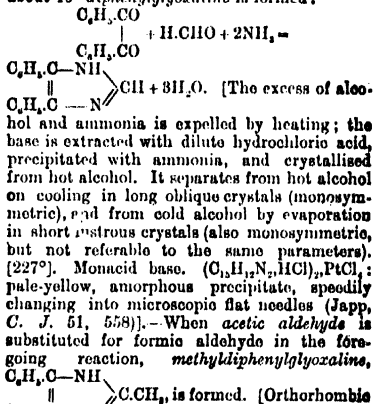 about 18° diphenylglyoxaline is formed:
C₆H₅.CO
| + H.CHO + 2NH₃ =
C₆H₅.CO
C₆H₅.C—NH
‖ CH + 3H₂O. [The excess of alco-
C₆H₅.C — N
hol and ammonia is expelled by heating; the
base is extracted with dilute hydrochloric acid,
precipitated with ammonia, and crystallised
from hot alcohol. It separates from hot alcohol
on cooling in long oblique crystals (monosym-
metric), and from cold alcohol by evaporation
in short lustrous crystals (also monosymmetric,
but not referable to the same parameters).
[227°]. Monacid base. (C₁₅H₁₂N₂,HCl)₂,PtCl₄:
pale-yellow, amorphous precipitate, speedily
changing into microscopic flat needles (Japp,
C. J. 51, 558)].—When acetic aldehyde is
substituted for formic aldehyde in the fore-
going reaction, methyldiphenylglyoxaline,
C₆H₅.C—NH
‖ C.CH₃, is formed. [Orthorhombic